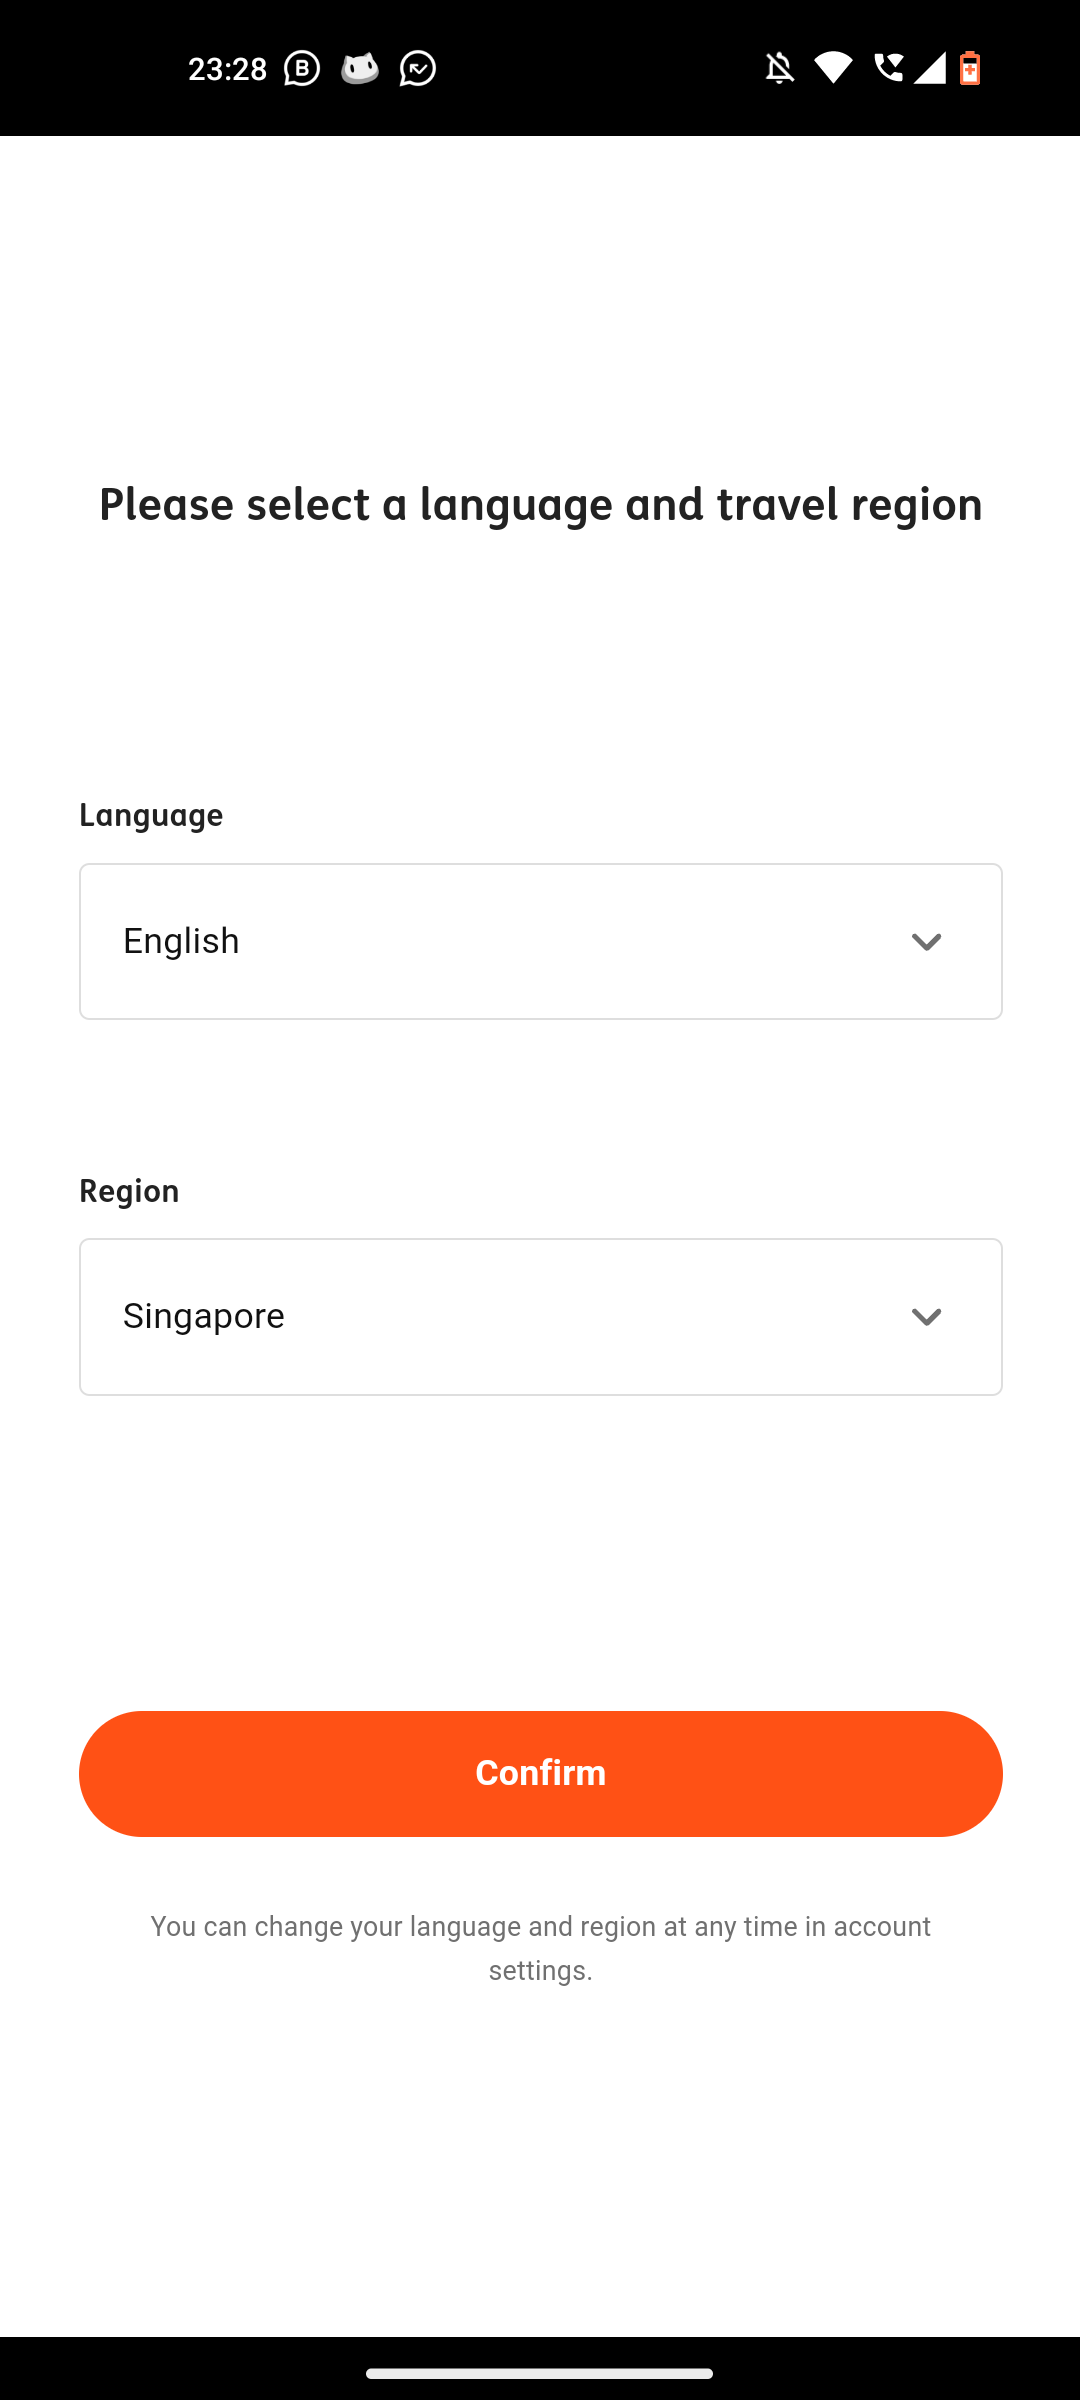 23:28
Please select a language and travel region
Language
English
Region
Singapore
Confirm
You can change your language and region at any time in account
settings.